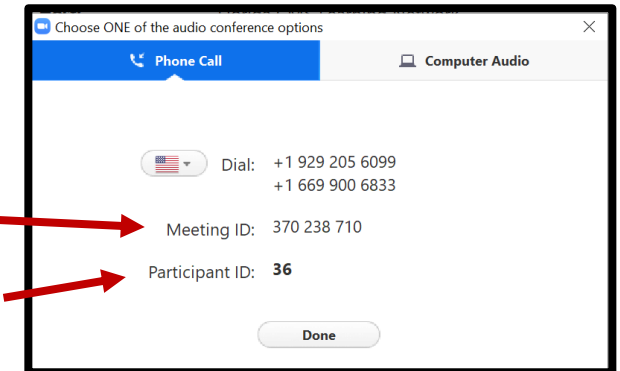 Choose ONE of the audio conference options
Phone Call
Computer Audio
Dial: +1 929 205 6099
+1 669 900 6833
Meeting ID: 370 238 710
Participant ID: 36
Done